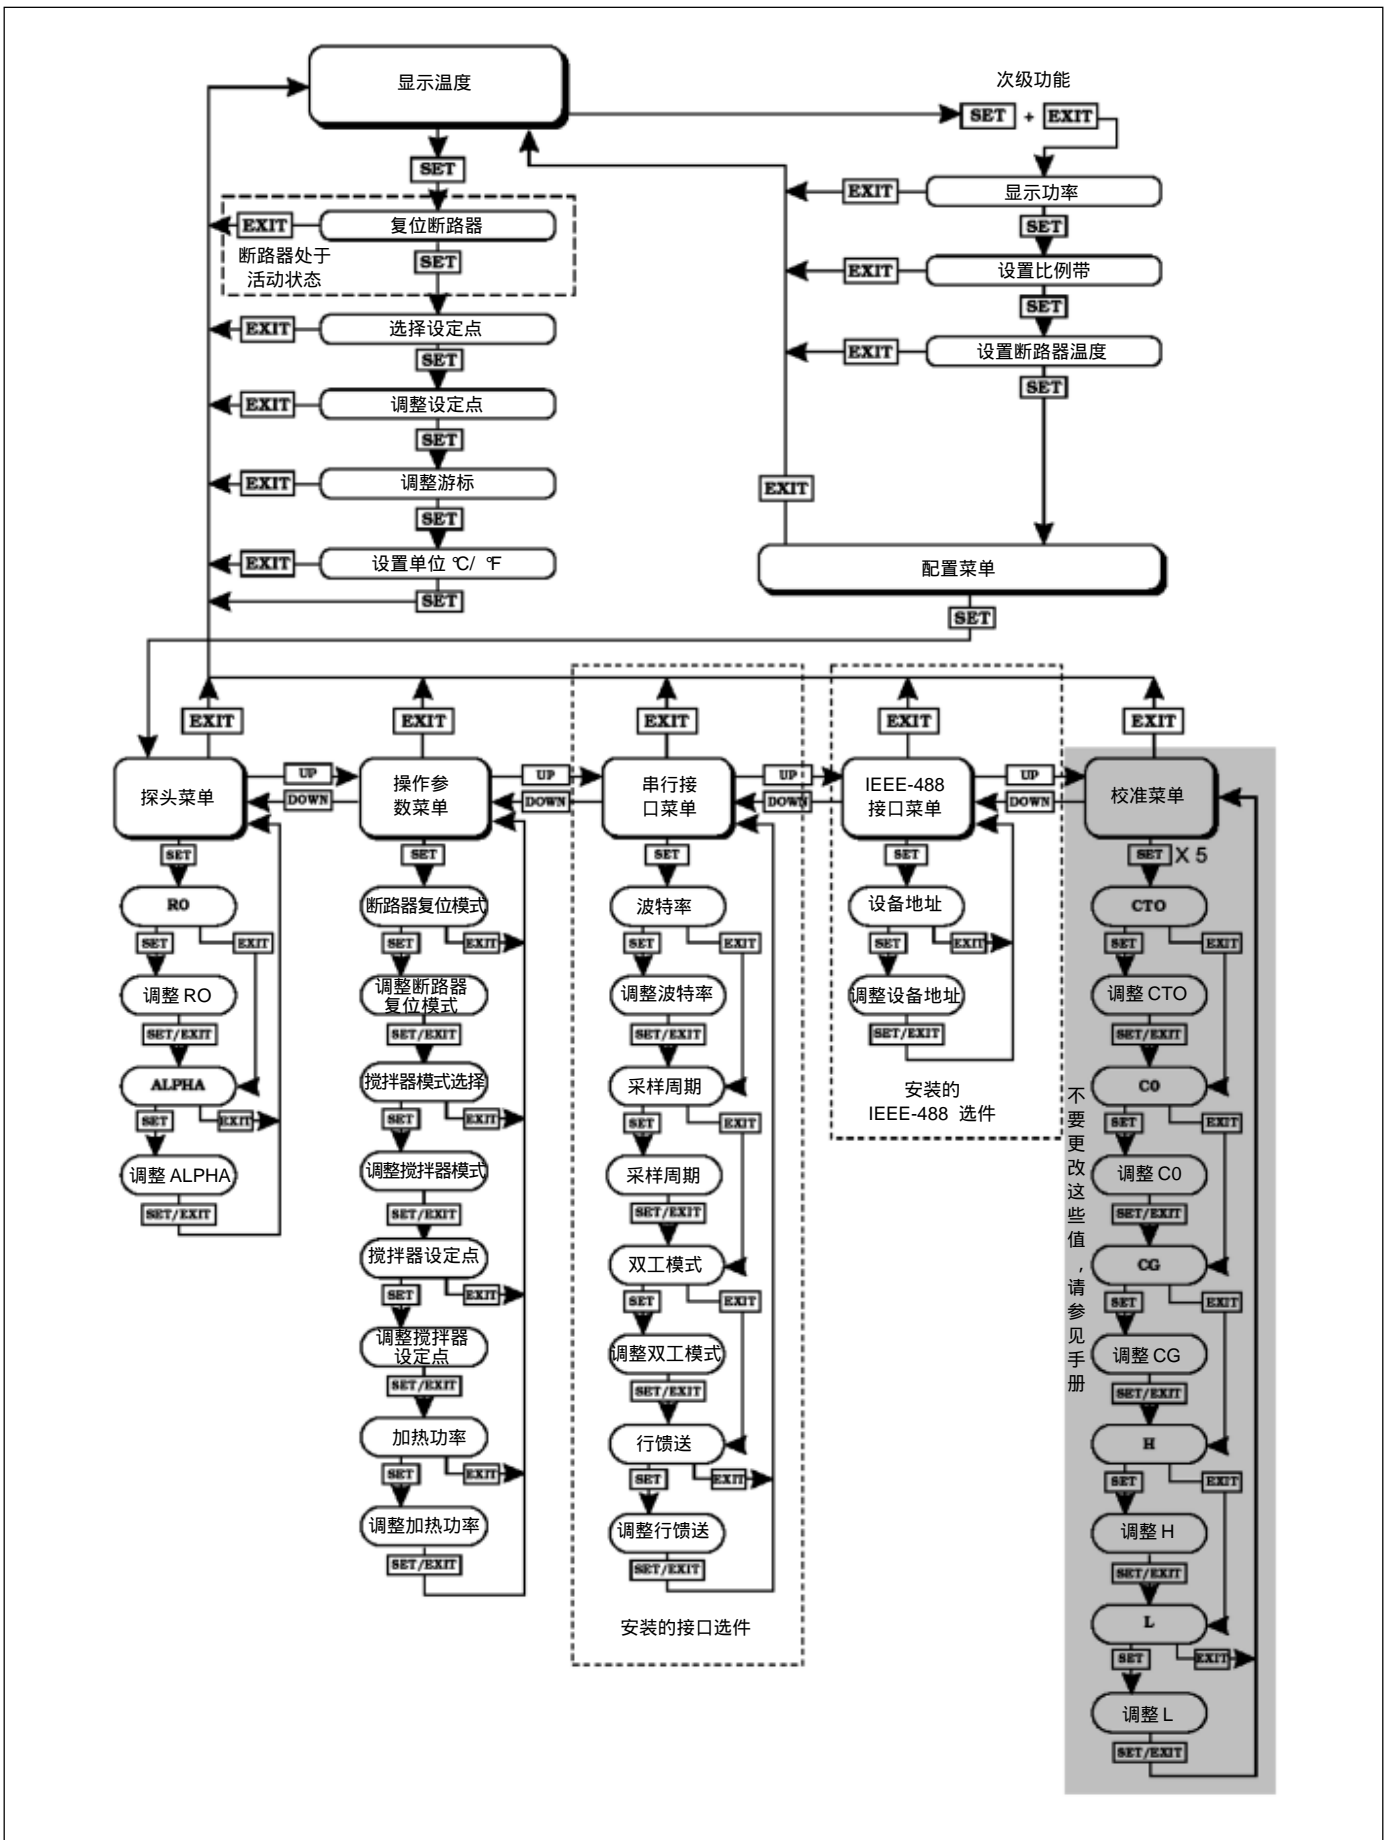 显示温度
次级功能
SET + EXIT
SET
EXIT 显示功率
SET
EXIT 复位断路器
断路器处于
活动状态
SET
EXIT 设置比例带
SET
EXIT 选择设定点
SET
EXIT 设置断路器温度
SET
EXIT 调整设定点
SET
EXIT 调整游标
EXIT
SET
EXIT 设置单位 °C/ °F
SET
配置菜单
SET
EXIT EXIT EXIT EXIT EXIT
探头菜单
UP
DOWN
操作参
数菜单
UP
DOWN
串行接
口菜单
UP
DOWN
IEEE-488
接口菜单
UP
DOWN
校准菜单
SET
RO
SET EXIT
调整 RO
SET/EXIT
ALPHA
SET EXIT
调整 ALPHA
SET/EXIT
SET
断路器复位模式
SET EXIT
调整断路器
复位模式
SET/EXIT
搅拌器模式选择
SET EXIT
调整搅拌器模式
SET/EXIT
搅拌器设定点
SET EXIT
调整搅拌器
设定点
SET/EXIT
加热功率
SET EXIT
调整加热功率
SET/EXIT
SET
波特率
SET EXIT
调整波特率
SET/EXIT
采样周期
SET EXIT
采样周期
SET/EXIT
双工模式
SET EXIT
调整双工模式
SET/EXIT
行馈送
SET EXIT
调整行馈送
SET/EXIT
安装的接口选件
SET
设备地址
SET EXIT
调整设备地址
SET/EXIT
安装的
IEEE-488 选件
SET X 5
CTO
SET EXIT
调整 CTO
SET/EXIT
C0
SET EXIT
调整 C0
SET/EXIT
CG
SET EXIT
调整 CG
SET/EXIT
H
SET EXIT
调整 H
SET/EXIT
L
SET EXIT
调整 L
SET/EXIT
不要更改这些值，请参见手册